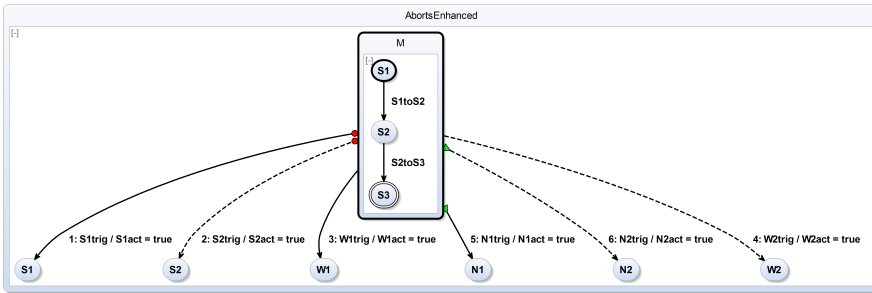 AbortsEnhanced
[-]
M
[-]
S1
S1toS2
S2
S2toS3
S3
1: S1trig / S1act = true
2: S2trig / S2act = true
3: W1trig / W1act = true
5: N1trig / N1act = true
6: N2trig / N2act = true
4: W2trig / W2act = true
S1
S2
W1
N1
N2
W2